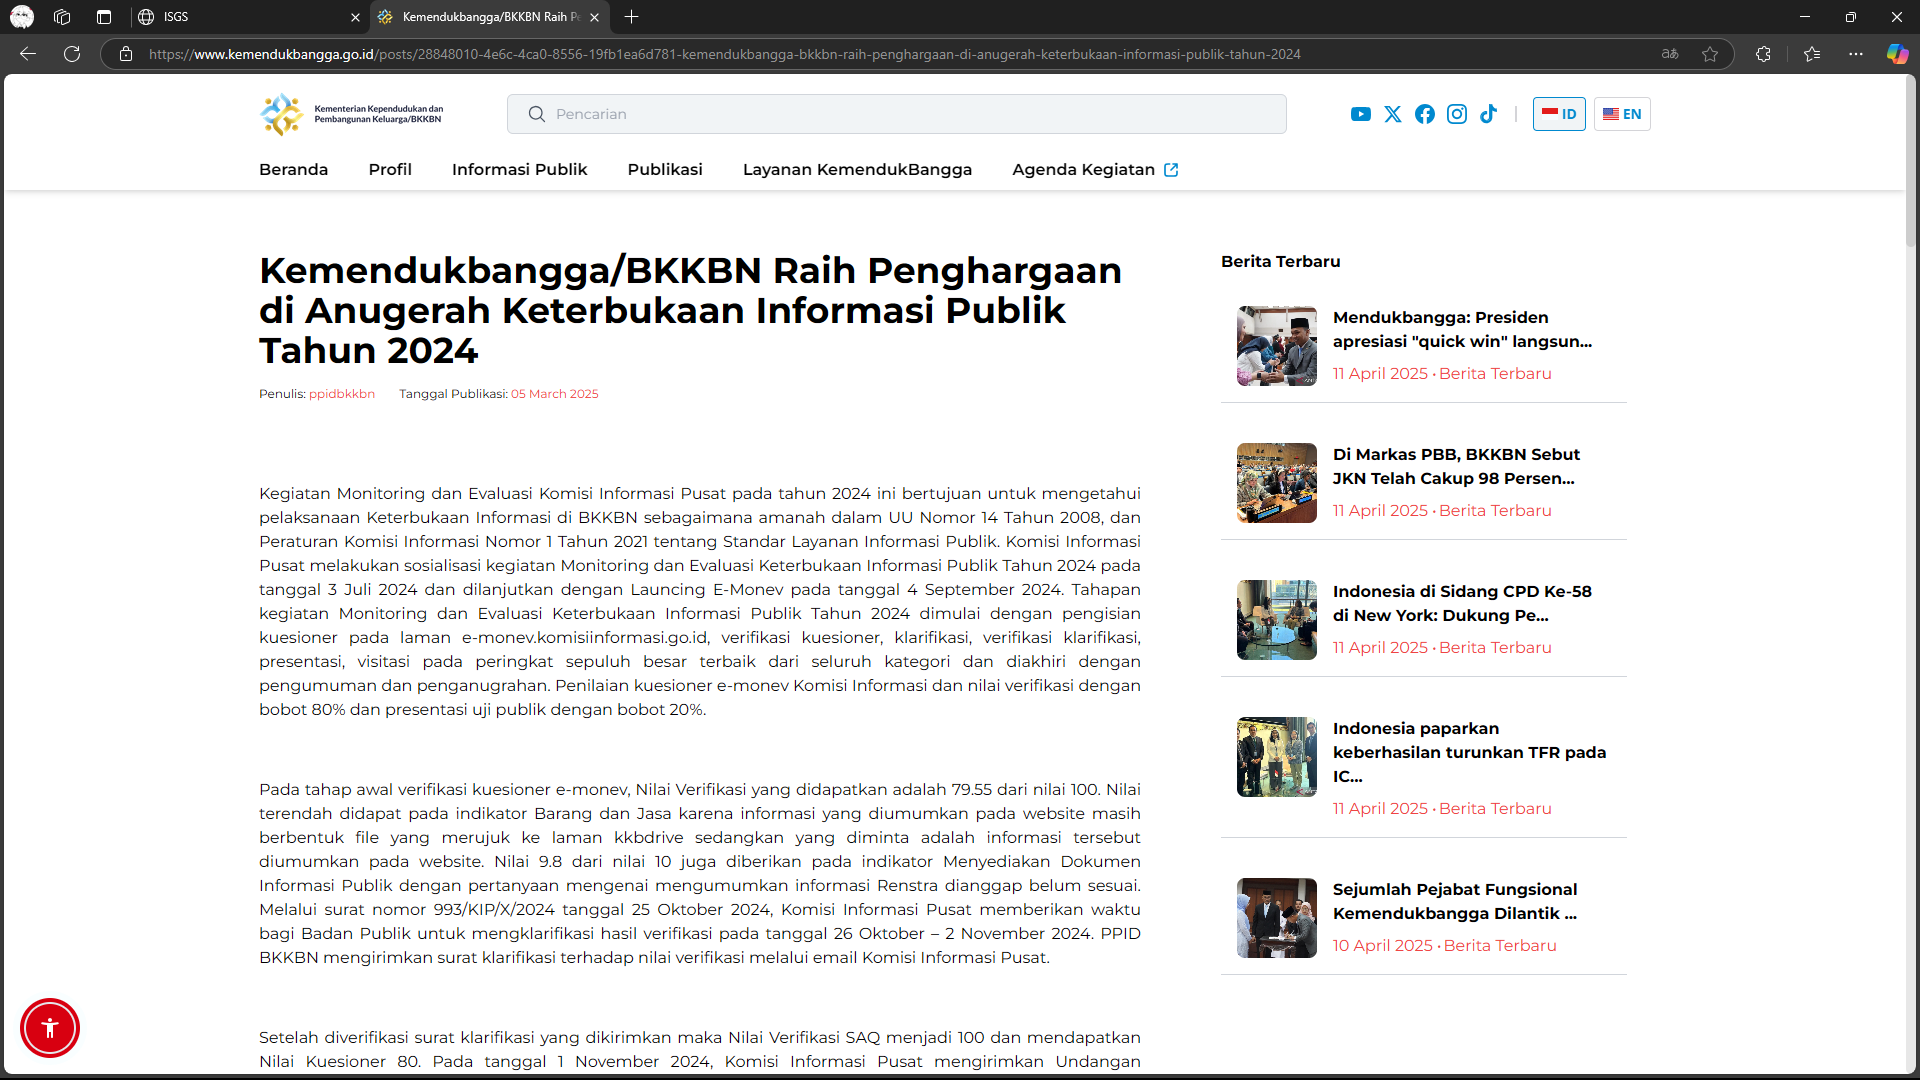 ISGS
Kemendukbangga/BKKBN Raih Pe
https://www.kemendukbangga.go.id/posts/28848010-4e6c-4ca0-8556-19fb1ea6d781-kemendukbangga-bkkbn-raih-penghargaan-di-anugerah-keterbukaan-informasi-publik-tahun-2024
Kementerian Kependudukan dan
Pembangunan Keluarga/BKKBN
Pencarian
ID
EN
Beranda
Profil
Informasi Publik
Publikasi
Layanan KemendukBangga
Agenda Kegiatan
Kemendukbangga/BKKBN Raih Penghargaan
di Anugerah Keterbukaan Informasi Publik
Tahun 2024
Penulis: ppidbkkbn Tanggal Publikasi: 05 March 2025
Kegiatan Monitoring dan Evaluasi Komisi Informasi Pusat pada tahun 2024 ini bertujuan untuk mengetahui
pelaksanaan Keterbukaan Informasi di BKKBN sebagaimana amanah dalam UU Nomor 14 Tahun 2008, dan
Peraturan Komisi Informasi Nomor 1 Tahun 2021 tentang Standar Layanan Informasi Publik. Komisi Informasi
Pusat melakukan sosialisasi kegiatan Monitoring dan Evaluasi Keterbukaan Informasi Publik Tahun 2024 pada
tanggal 3 Juli 2024 dan dilanjutkan dengan Launcing E-Monev pada tanggal 4 September 2024. Tahapan
kegiatan Monitoring dan Evaluasi Keterbukaan Informasi Publik Tahun 2024 dimulai dengan pengisian
kuesioner pada laman e-monev.komisiinformasi.go.id, verifikasi kuesioner, klarifikasi, verifikasi klarifikasi,
presentasi, visitasi pada peringkat sepuluh besar terbaik dari seluruh kategori dan diakhiri dengan
pengumuman dan penganugrahan. Penilaian kuesioner e-monev Komisi Informasi dan nilai verifikasi dengan
bobot 80% dan presentasi uji publik dengan bobot 20%.
Pada tahap awal verifikasi kuesioner e-monev, Nilai Verifikasi yang didapatkan adalah 79.55 dari nilai 100. Nilai
terendah didapat pada indikator Barang dan Jasa karena informasi yang diumumkan pada website masih
berbentuk file yang merujuk ke laman kkbdrive sedangkan yang diminta adalah informasi tersebut
diumumkan pada website. Nilai 9.8 dari nilai 10 juga diberikan pada indikator Menyediakan Dokumen
Informasi Publik dengan pertanyaan mengenai mengumumkan informasi Renstra dianggap belum sesuai.
Melalui surat nomor 993/KIP/X/2024 tanggal 25 Oktober 2024, Komisi Informasi Pusat memberikan waktu
bagi Badan Publik untuk mengklarifikasi hasil verifikasi pada tanggal 26 Oktober – 2 November 2024. PPID
BKKBN mengirimkan surat klarifikasi terhadap nilai verifikasi melalui email Komisi Informasi Pusat.
Setelah diverifikasi surat klarifikasi yang dikirimkan maka Nilai Verifikasi SAQ menjadi 100 dan mendapatkan
Nilai Kuesioner 80. Pada tanggal 1 November 2024, Komisi Informasi Pusat mengirimkan Undangan
Berita Terbaru
Mendukbangga: Presiden
apresiasi "quick win" langsun...
11 April 2025 • Berita Terbaru
Di Markas PBB, BKKBN Sebut
JKN Telah Cakup 98 Persen...
11 April 2025 • Berita Terbaru
Indonesia di Sidang CPD Ke-58
di New York: Dukung Pe...
11 April 2025 • Berita Terbaru
Indonesia paparkan
keberhasilan turunkan TFR pada
IC...
11 April 2025 • Berita Terbaru
Sejumlah Pejabat Fungsional
Kemendukbangga Dilantik ...
10 April 2025 • Berita Terbaru